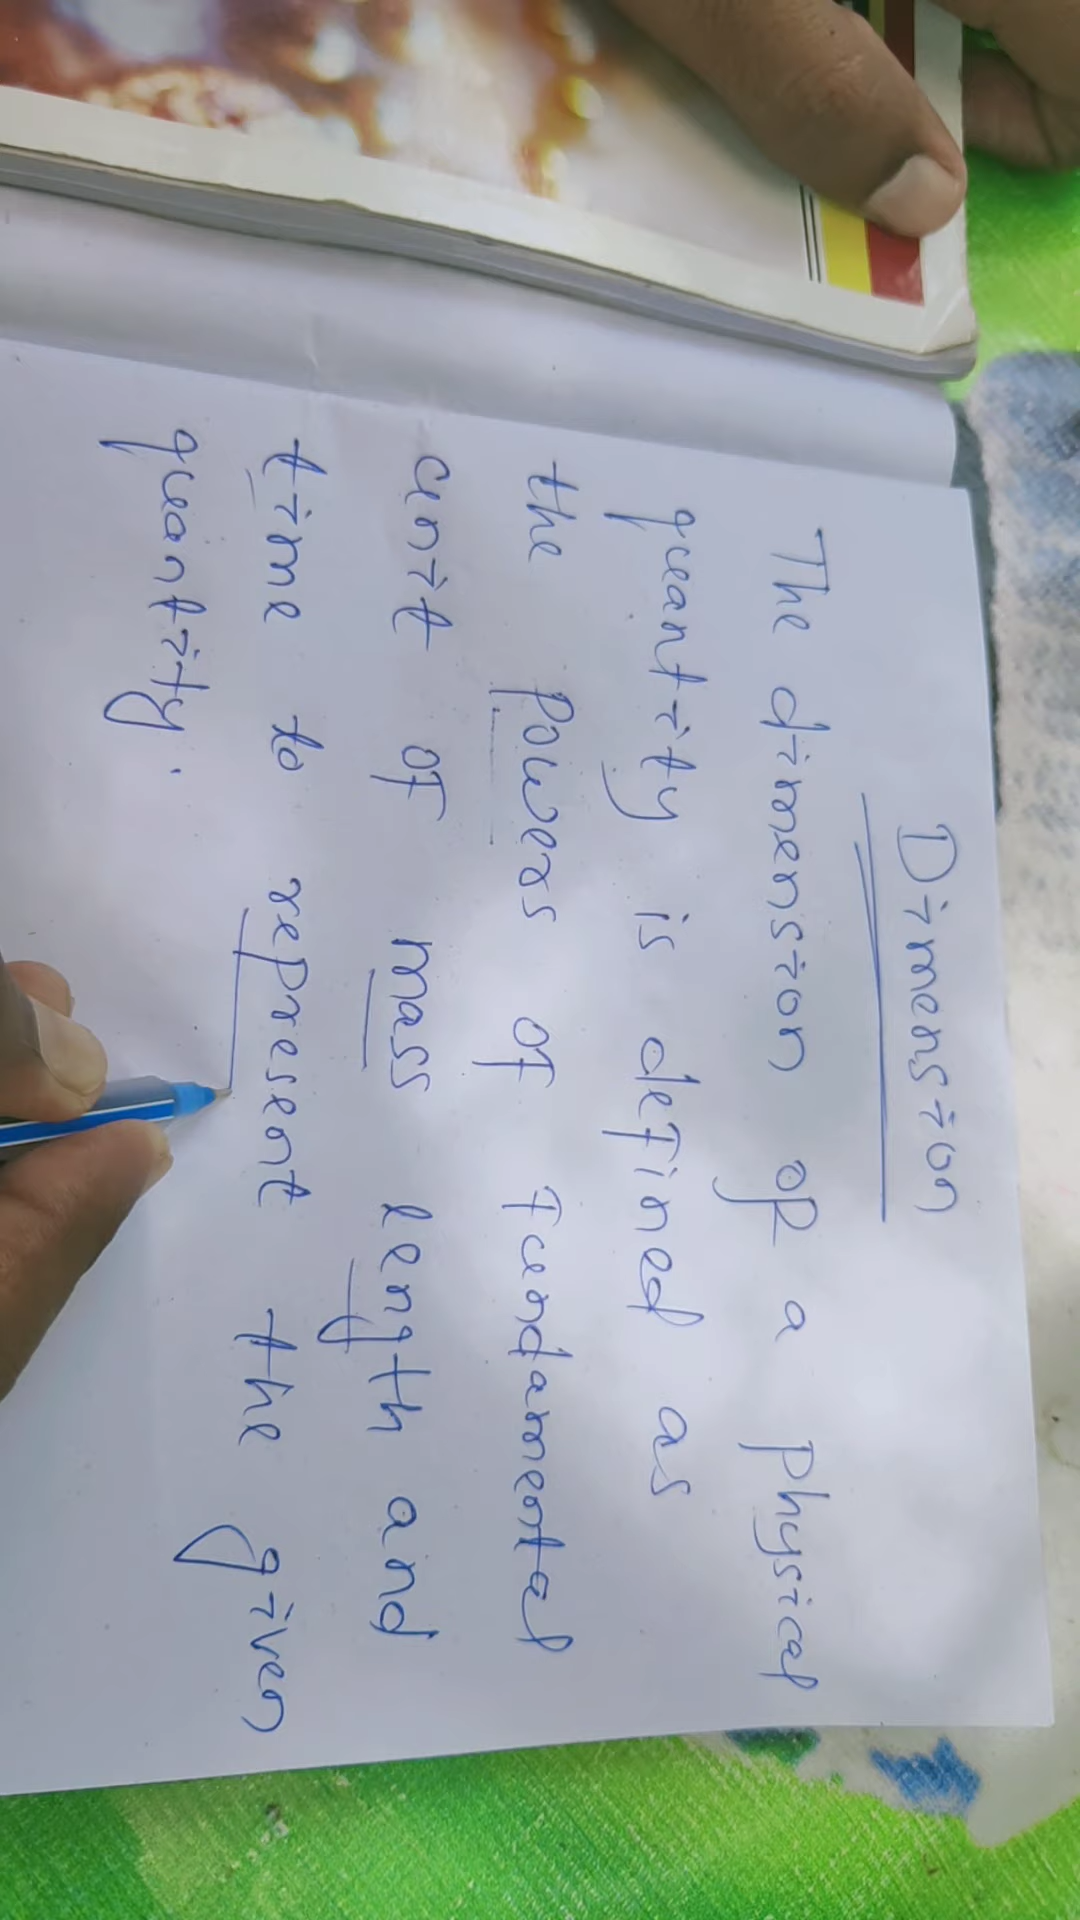 Dimension
The dimension of a physical
quantity is defined as
the powers of fundamental
unit of mass length and
time to represent the given
quantity.